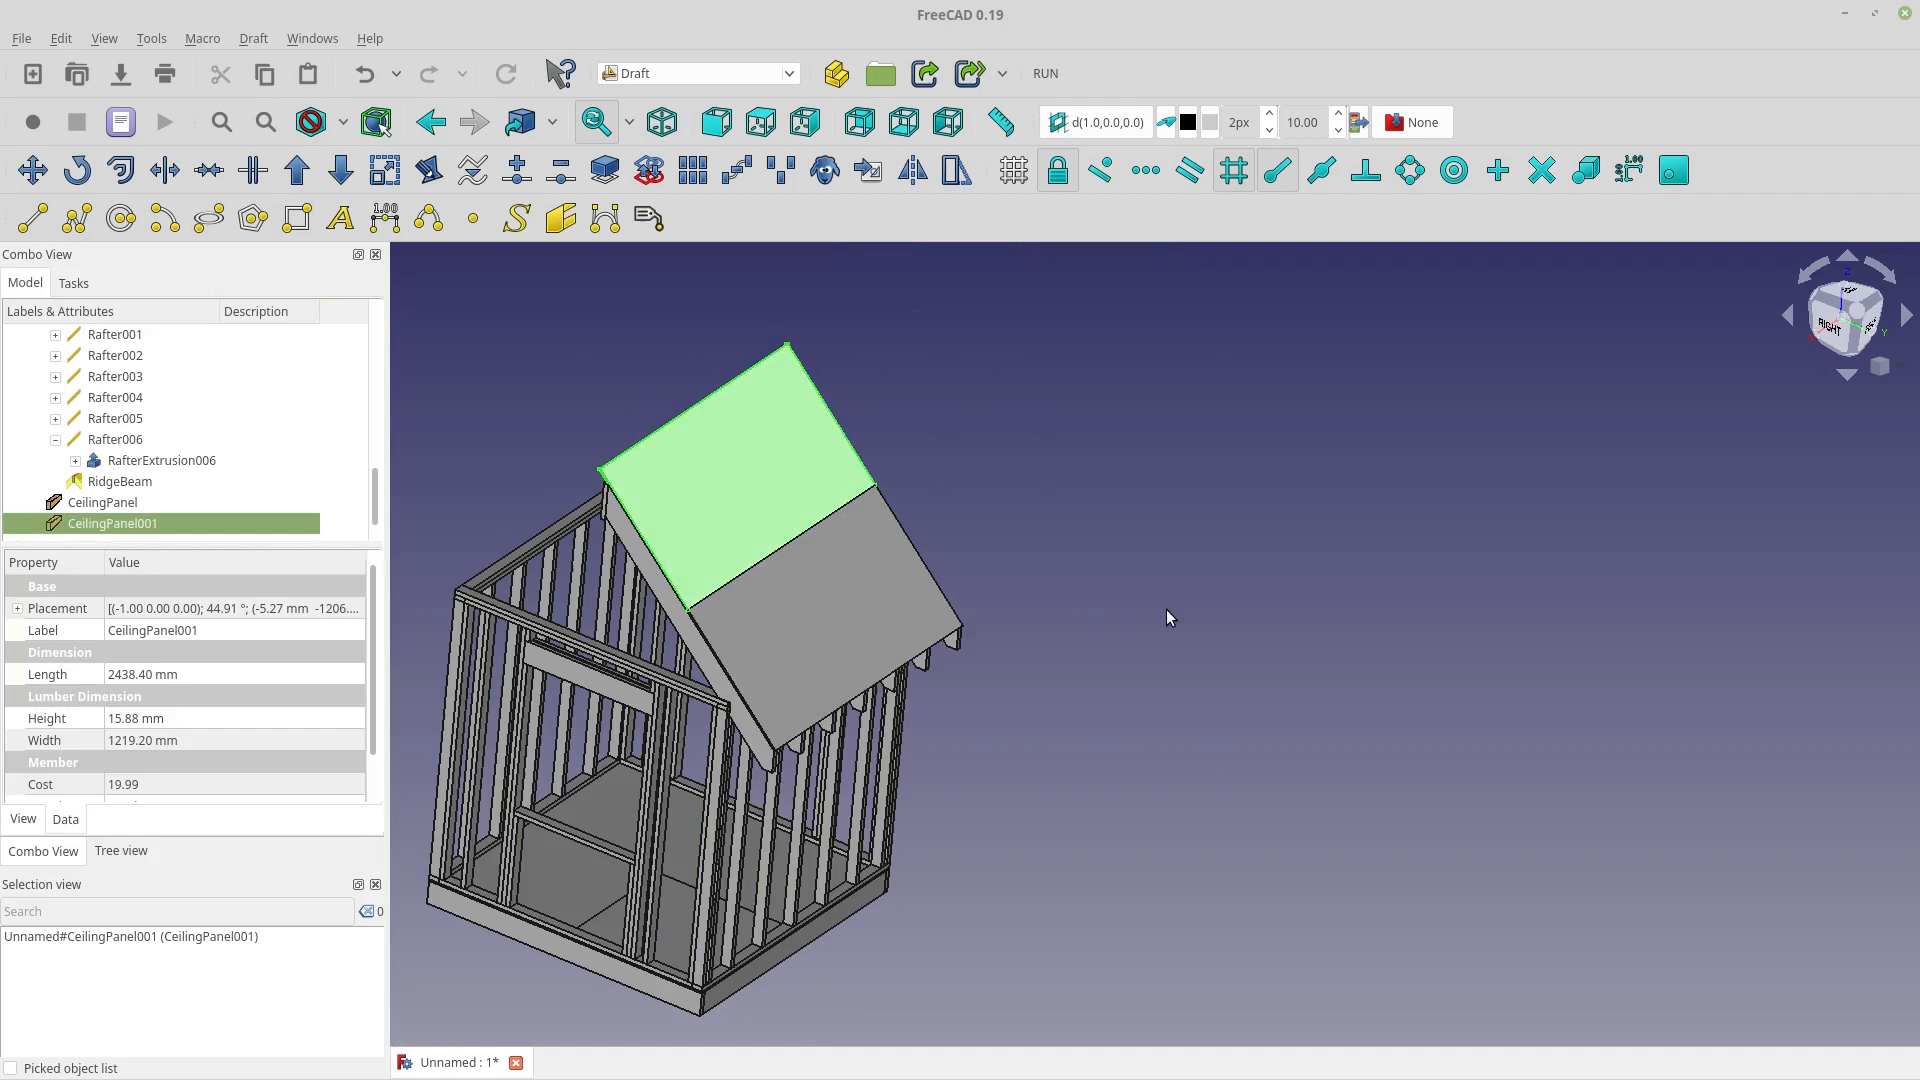 FreeCAD 0.19
File Edit View Tools Macro Draft Windows Help
Draft RUN
d(1.0,0.0,0.0) 2px 10.00 None
1.00
1.00
Combo View
Model Tasks
Labels & Attributes Description
Rafter001
Rafter002
Rafter003
Rafter004
Rafter005
Rafter006
RafterExtrusion006
RidgeBeam
CeilingPanel
CeilingPanel001
Property Value
Base
Placement [(-1.00 0.00 0.00); 44.91 °; (-5.27 mm -1206....
Label CeilingPanel001
Dimension
Length 2438.40 mm
Lumber Dimension
Height 15.88 mm
Width 1219.20 mm
Member
Cost 19.99
View Data
Combo View Tree view
Selection view
Search 0
Unnamed#CeilingPanel001 (CeilingPanel001)
Picked object list
Z
RIGHT
Y
Unnamed : 1*